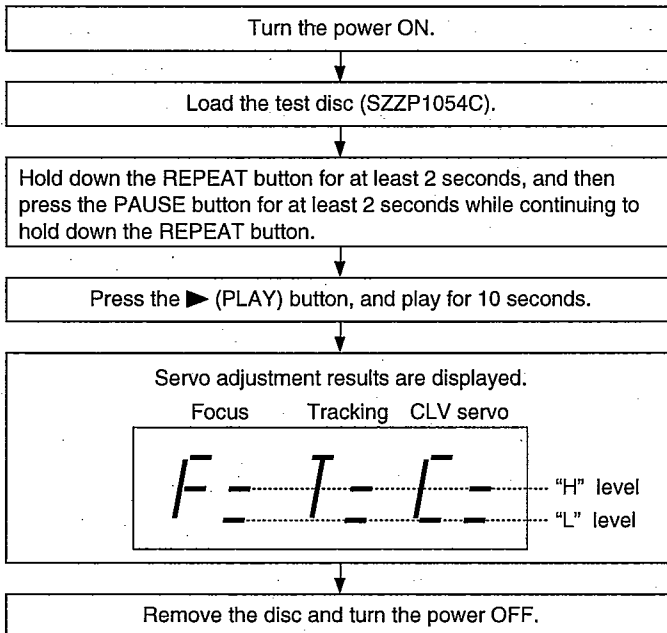 Turn the power ON.
Load the test disc (SZZP1054C).
Hold down the REPEAT button for at least 2 seconds, and then
press the PAUSE button for at least 2 seconds while continuing to
hold down the REPEAT button.
Press the ▶ (PLAY) button, and play for 10 seconds.
Servo adjustment results are displayed.
Focus Tracking CLV servo
F T C
“H” level
“L” level
Remove the disc and turn the power OFF.